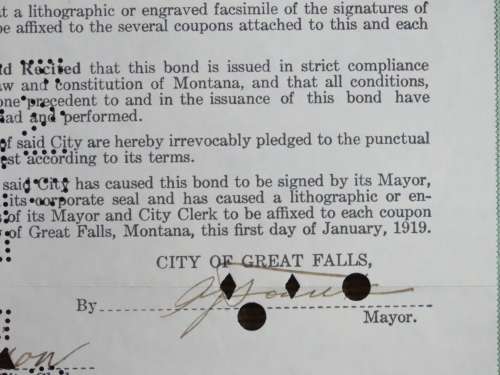 t a lithographic or engraved facsimile of the signatures of
be affixed to the several coupons attached to this and each
Recited that this bond is issued in strict compliance
aw and constitution of Montana, and that all conditions,
one precedent to and in the issuance of this bond have
had and performed.
of said City are hereby irrevocably pledged to the punctual
est according to its terms.
said City has caused this bond to be signed by its Mayor,
its corporate seal and has caused a lithographic or en-
of its Mayor and City Clerk to be affixed to each coupon
of Great Falls, Montana, this first day of January, 1919.
CITY OF GREAT FALLS,
By
Mayor.